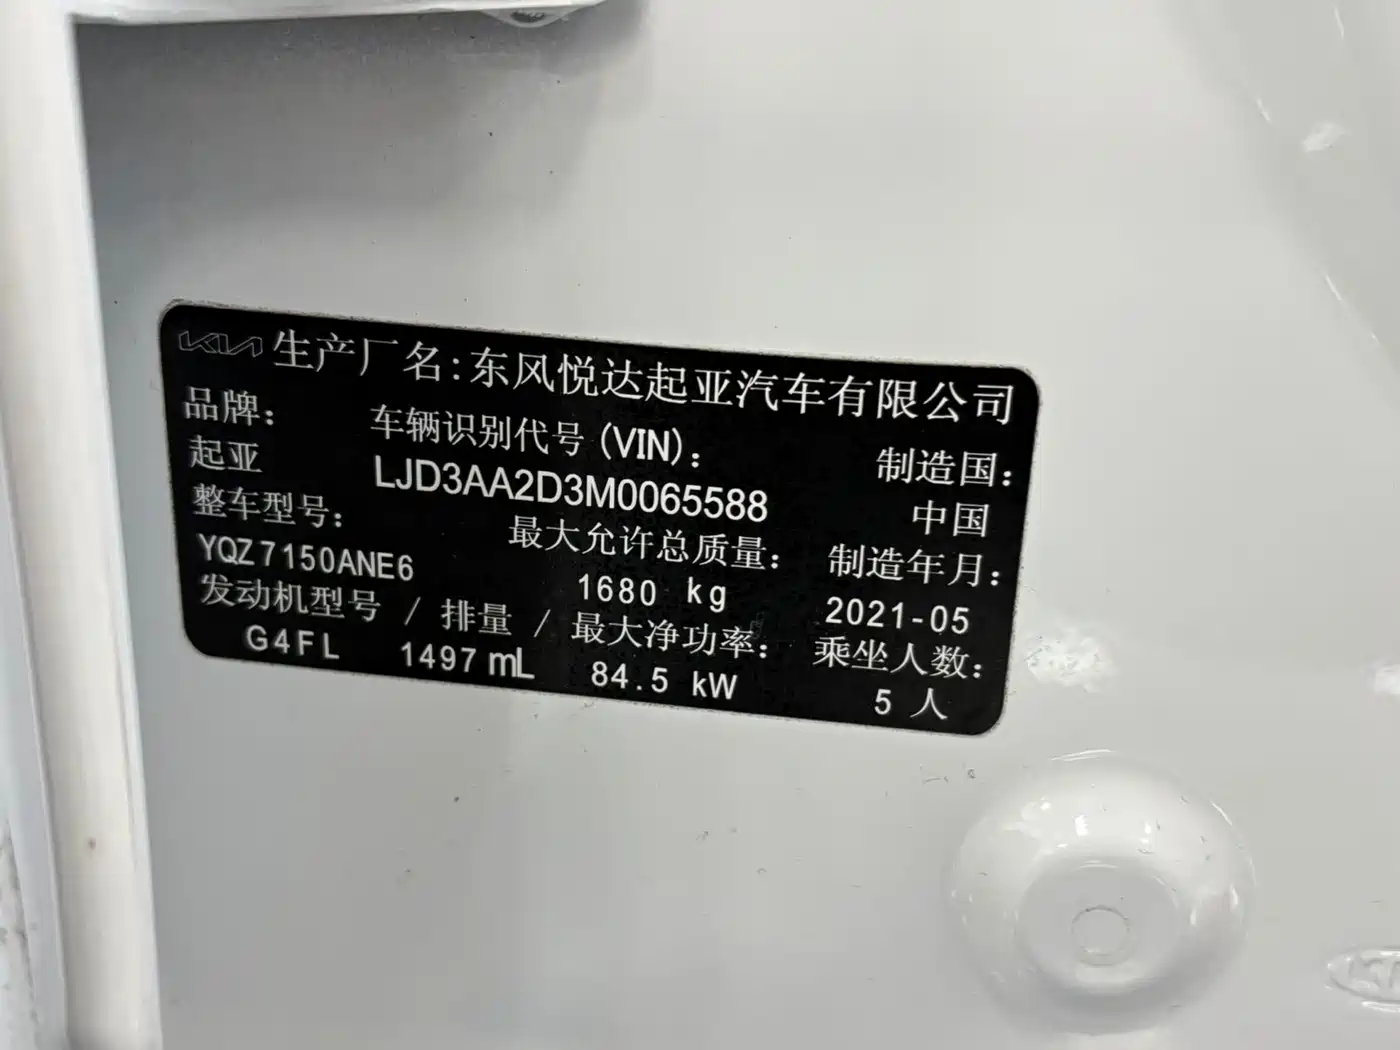 KIA 生产厂名:东风悦达起亚汽车有限公司
品牌: 车辆识别代号(VIN): 制造国:
起亚 LJD3AA2D3M0065588 中国
整车型号: 最大允许总质量: 制造年月:
YQZ7150ANE6 1680 kg 2021-05
发动机型号 / 排量 / 最大净功率: 乘坐人数:
G4FL 1497 mL 84.5 kW 5 人